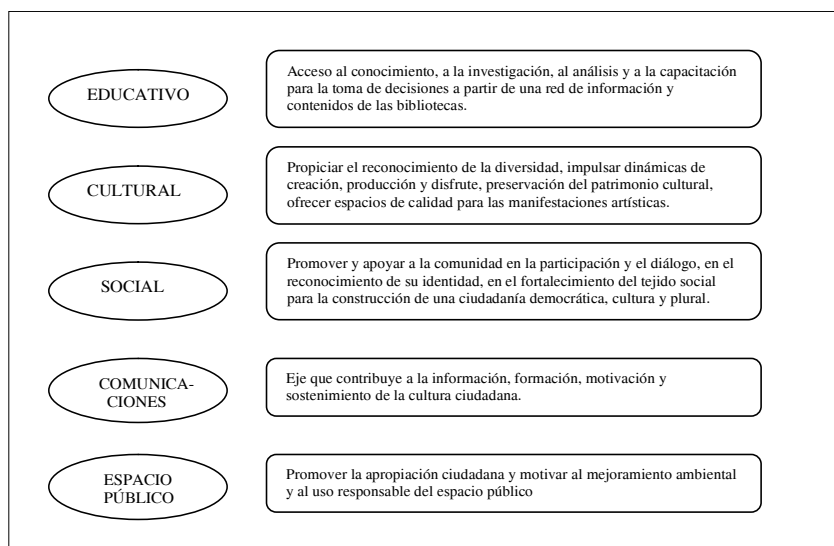 EDUCATIVO
Acceso al conocimiento, a la investigación, al análisis y a la capacitación
para la toma de decisiones a partir de una red de información y
contenidos de las bibliotecas.
CULTURAL
Propiciar el reconocimiento de la diversidad, impulsar dinámicas de
creación, producción y disfrute, preservación del patrimonio cultural,
ofrecer espacios de calidad para las manifestaciones artísticas.
SOCIAL
Promover y apoyar a la comunidad en la participación y el diálogo, en el
reconocimiento de su identidad, en el fortalecimiento del tejido social
para la construcción de una ciudadanía democrática, cultura y plural.
COMUNICA-
CIONES
Eje que contribuye a la información, formación, motivación y
sostenimiento de la cultura ciudadana.
ESPACIO
PÚBLICO
Promover la apropiación ciudadana y motivar al mejoramiento ambiental
y al uso responsable del espacio público